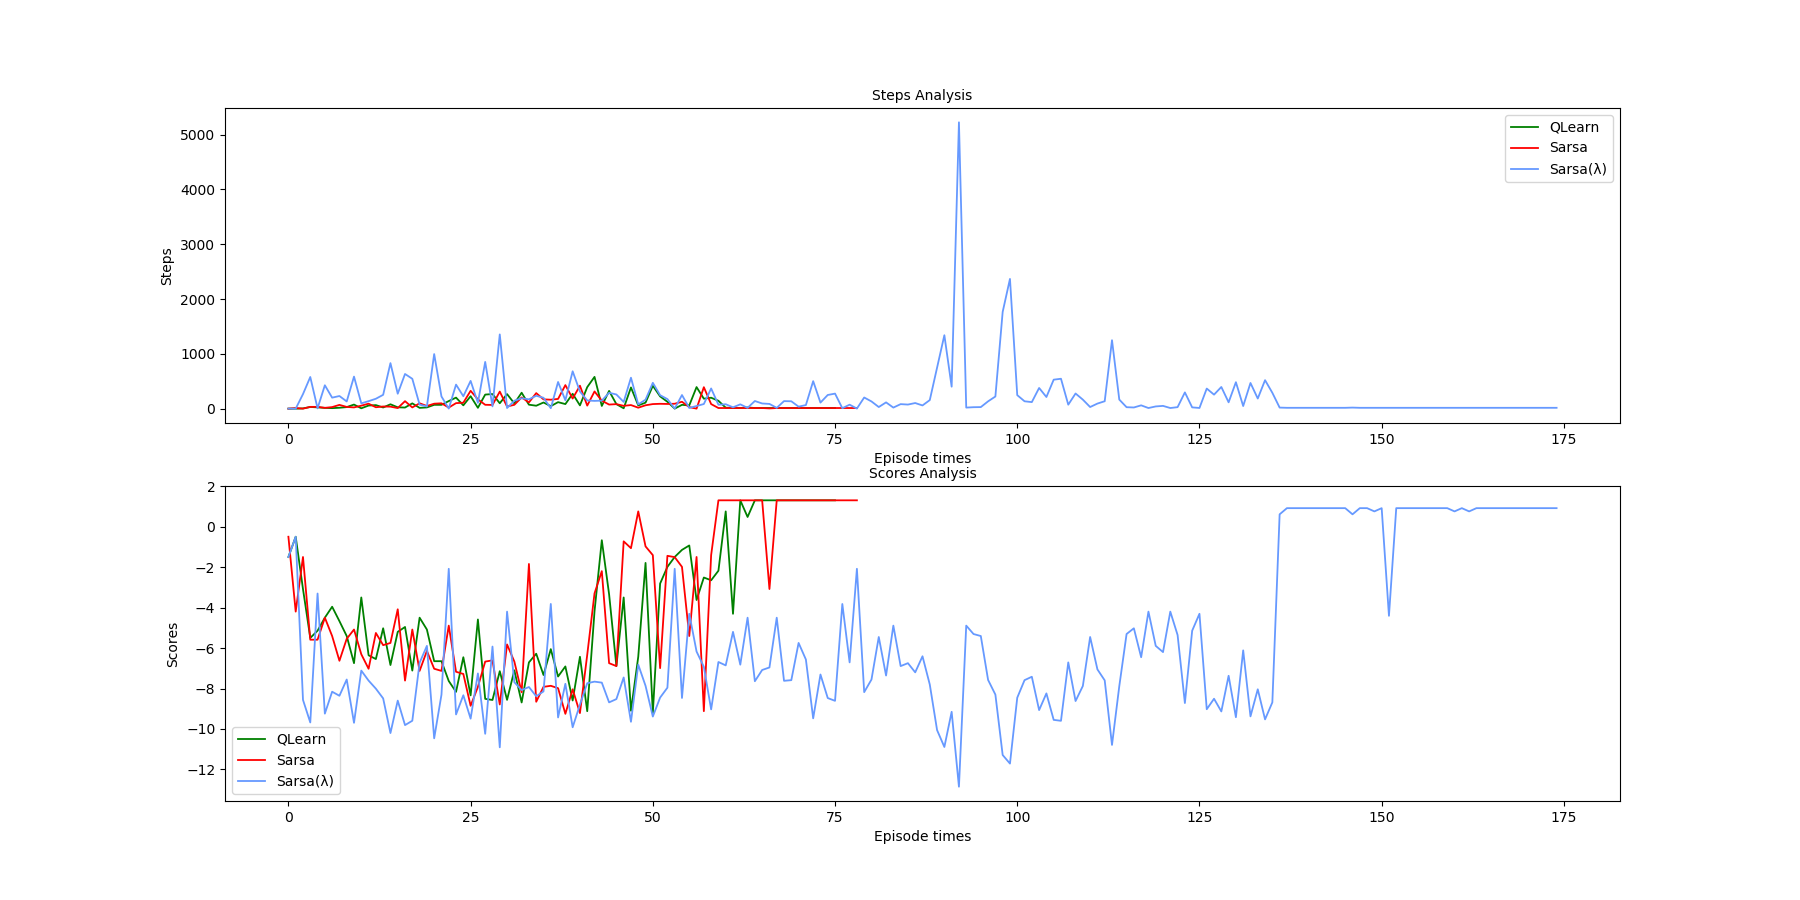 Steps Analysis
Steps
5000
4000
3000
2000
1000
0
QLearn
Sarsa
Sarsa(λ)
0 25 50 75 100 125 150 175
Episode times
Scores Analysis
Scores
2
0
−2
−4
−6
−8
−10
−12
QLearn
Sarsa
Sarsa(λ)
0 25 50 75 100 125 150 175
Episode times